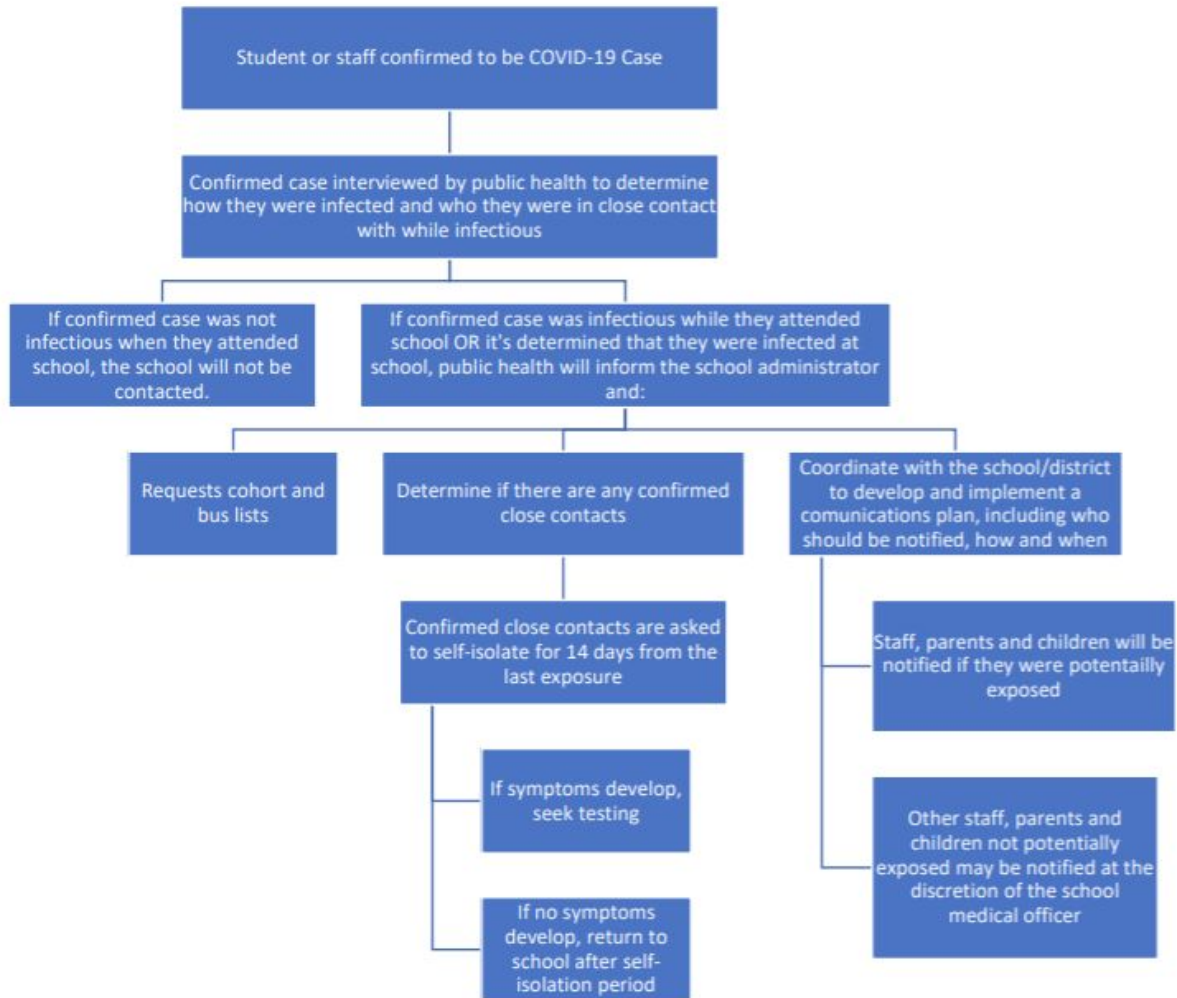 Student or staff confirmed to be COVID-19 Case
Confirmed case interviewed by public health to determine
how they were infected and who they were in close contact
with while infectious
If confirmed case was not
infectious when they attended
school, the school will not be
contacted.
If confirmed case was infectious while they attended
school OR it's determined that they were infected at
school, public health will inform the school administrator
and:
Requests cohort and
bus lists
Determine if there are any confirmed
close contacts
Coordinate with the school/district
to develop and implement a
comunications plan, including who
should be notified, how and when
Confirmed close contacts are asked
to self-isolate for 14 days from the
last exposure
Staff, parents and children will be
notified if they were potentailly
exposed
If symptoms develop,
seek testing
Other staff, parents and
children not potentially
exposed may be notified at the
discretion of the school
medical officer
If no symptoms
develop, return to
school after self-
isolation period